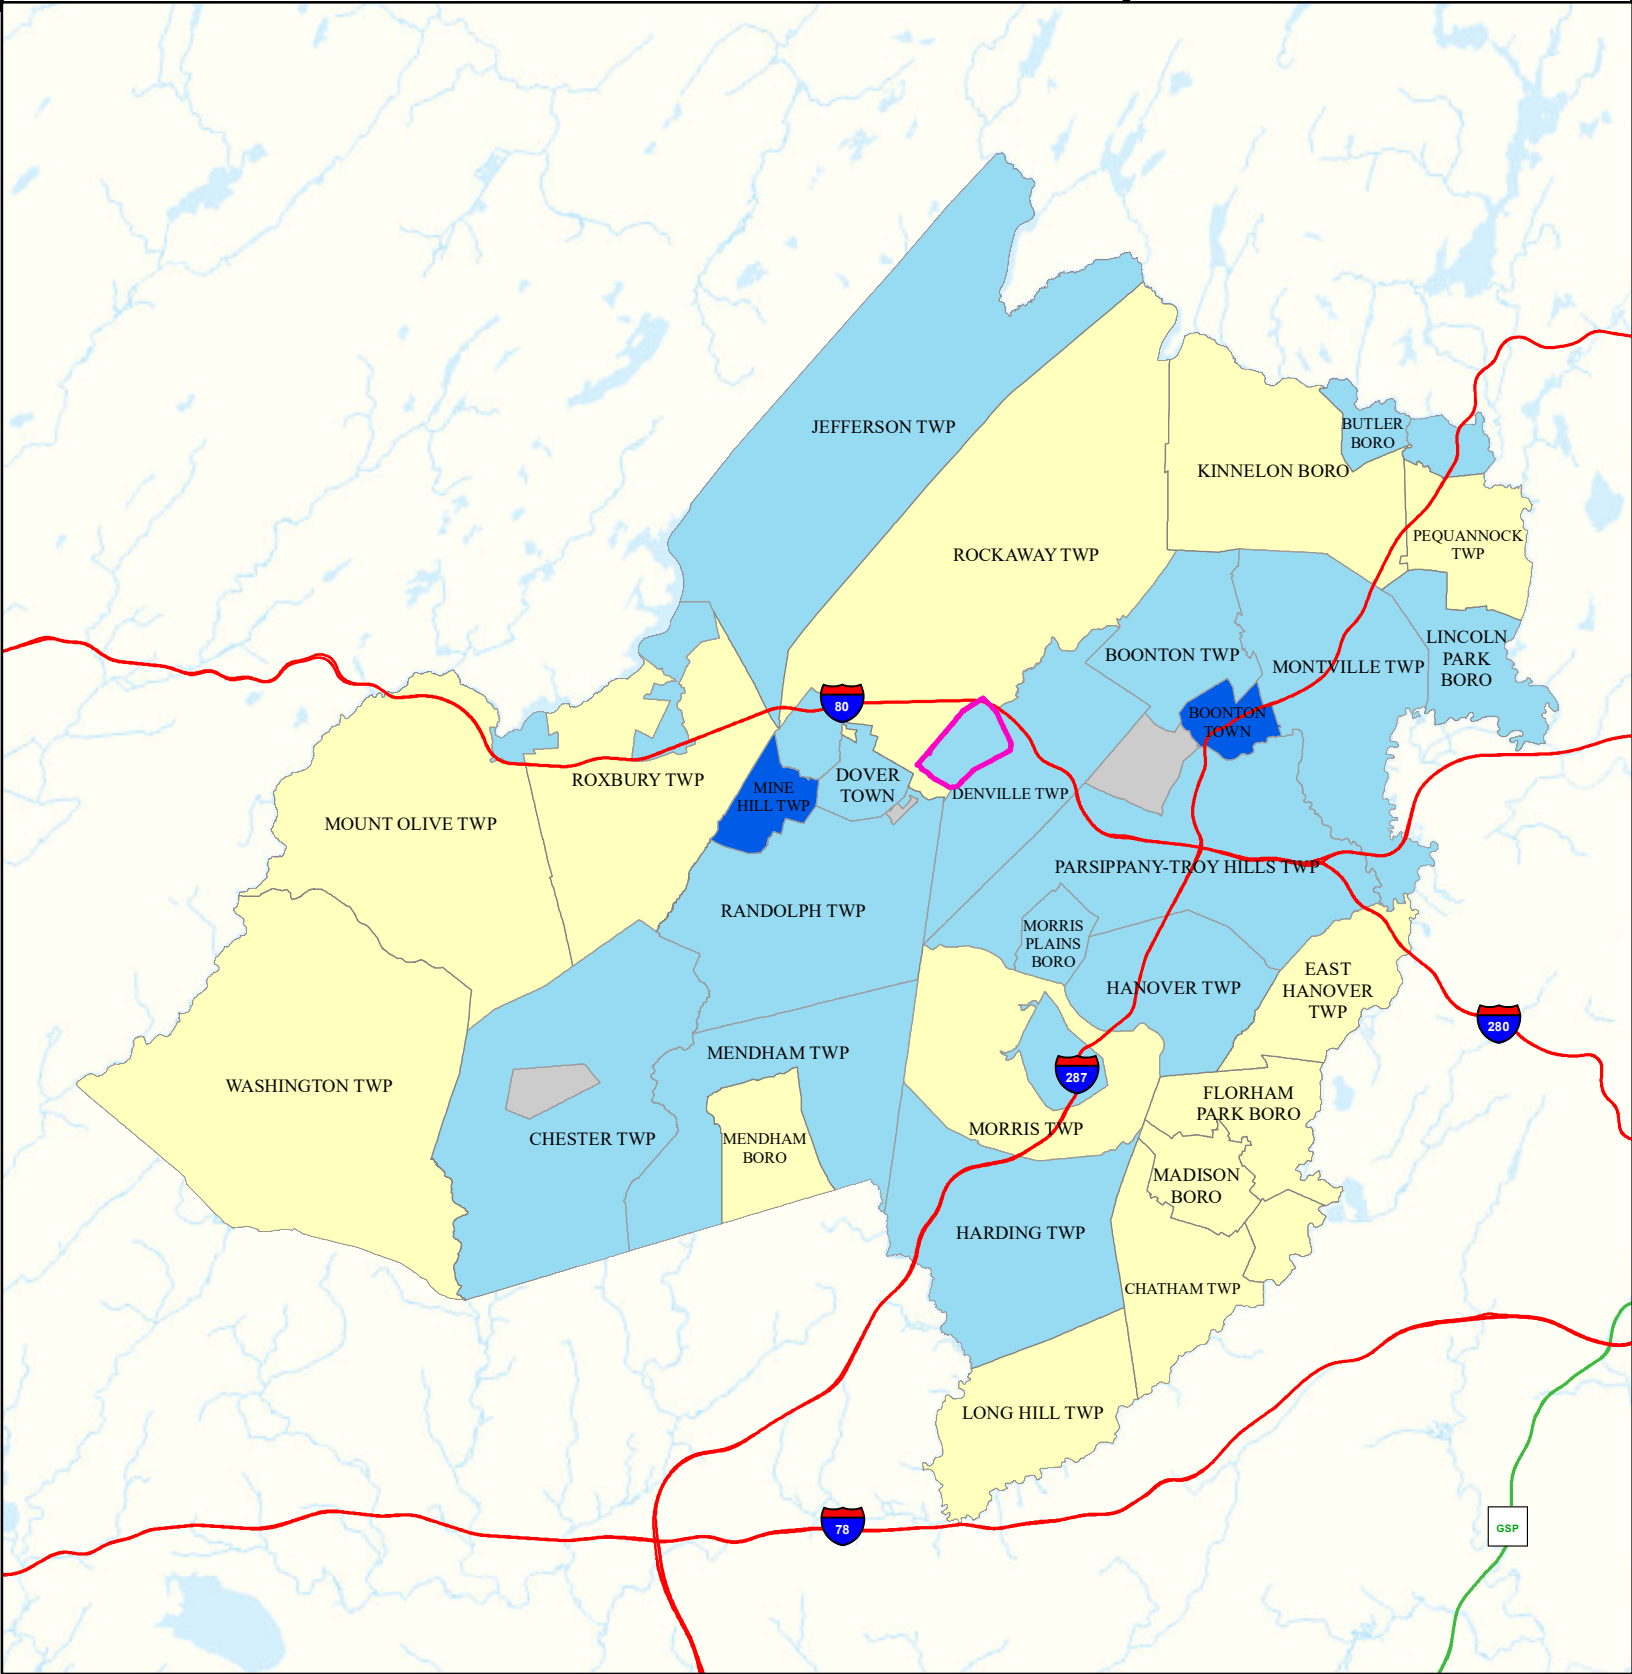 JEFFERSON TWP
BUTLER
BORO
KINNELON BORO
PEQUANNOCK
TWP
ROCKAWAY TWP
LINCOLN
PARK
BORO
BOONTON TWP
MONTVILLE TWP
80
BOONTON
TOWN
ROXBURY TWP
MINE
HILL TWP
DOVER
TOWN
DENVILLE TWP
MOUNT OLIVE TWP
PARSIPPANY-TROY HILLS TWP
RANDOLPH TWP
MORRIS
PLAINS
BORO
EAST
HANOVER
TWP
HANOVER TWP
280
MENDHAM TWP
287
WASHINGTON TWP
FLORHAM
PARK BORO
CHESTER TWP
MENDHAM
BORO
MORRIS TWP
MADISON
BORO
HARDING TWP
CHATHAM TWP
LONG HILL TWP
78
GSP